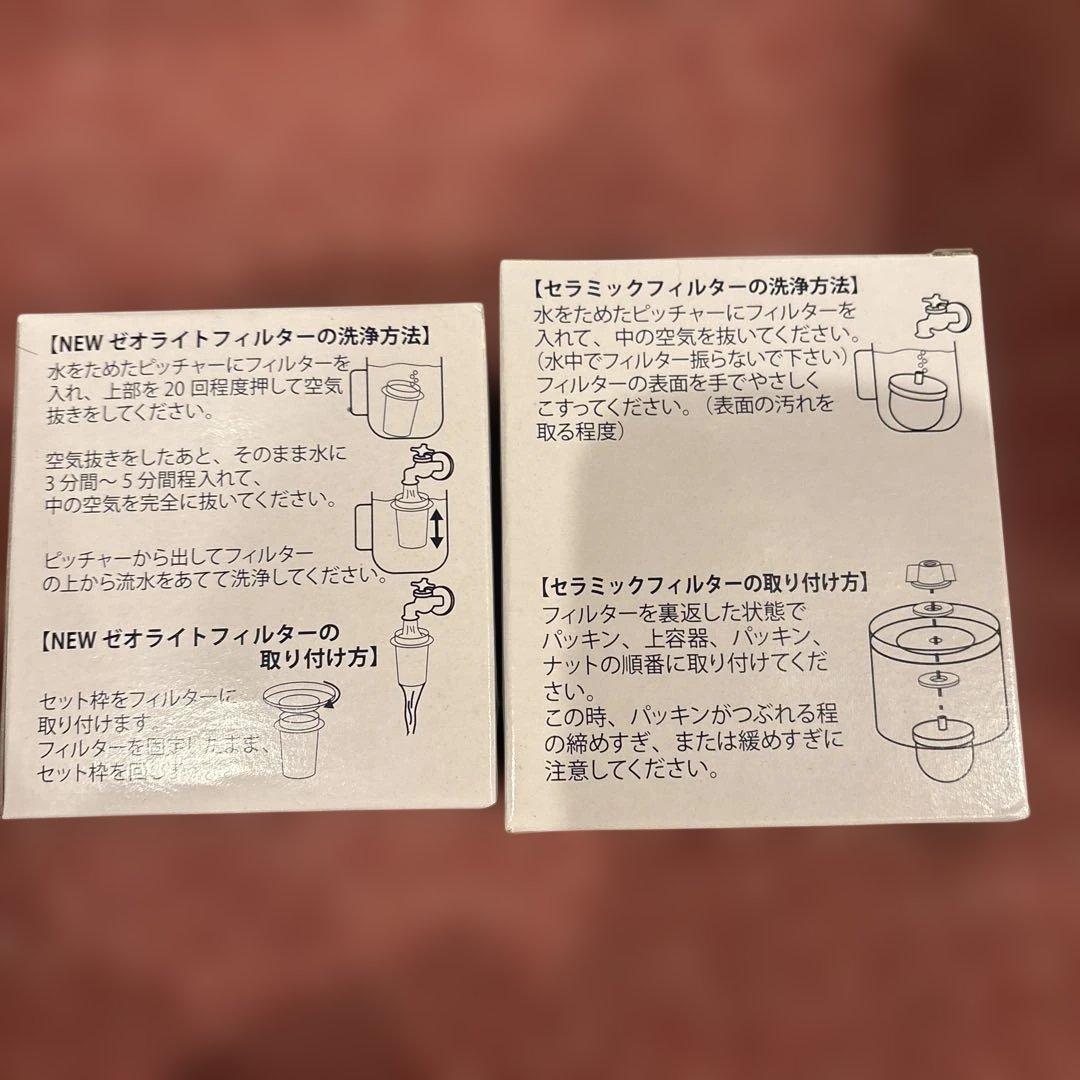 【NEW ゼオライトフィルターの洗浄方法】
水をためたピッチャーにフィルターを
入れ、上部を 20 回程度押して空気
抜きをしてください。
空気抜きをしたあと、そのまま水に
3 分間～ 5 分間程入れて、
中の空気を完全に抜いてください。
ピッチャーから出してフィルター
の上から流水をあてて洗浄してください。
【NEW ゼオライトフィルターの
取り付け方】
セット枠をフィルターに
取り付けます。
フィルターを固定したまま、
セット枠を回します
【セラミックフィルターの洗浄方法】
水をためたピッチャーにフィルターを
入れて、中の空気を抜いてください。
（水中でフィルター振らないで下さい）
フィルターの表面を手でやさしく
こすってください。（表面の汚れを
取る程度）
【セラミックフィルターの取り付け方】
フィルターを裏返した状態で
パッキン、上容器、パッキン、
ナットの順番に取り付けてくだ
さい。
この時、パッキンがつぶれる程
の締めすぎ、または緩めすぎに
注意してください。